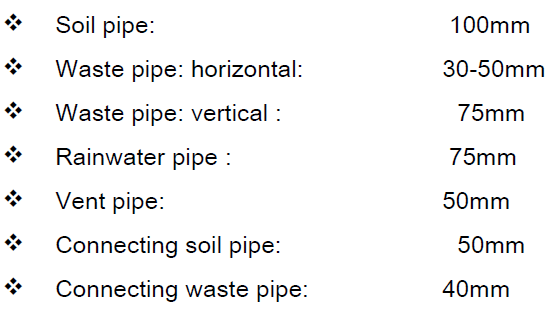 ❖ Soil pipe: 100mm
❖ Waste pipe: horizontal: 30-50mm
❖ Waste pipe: vertical : 75mm
❖ Rainwater pipe : 75mm
❖ Vent pipe: 50mm
❖ Connecting soil pipe: 50mm
❖ Connecting waste pipe: 40mm